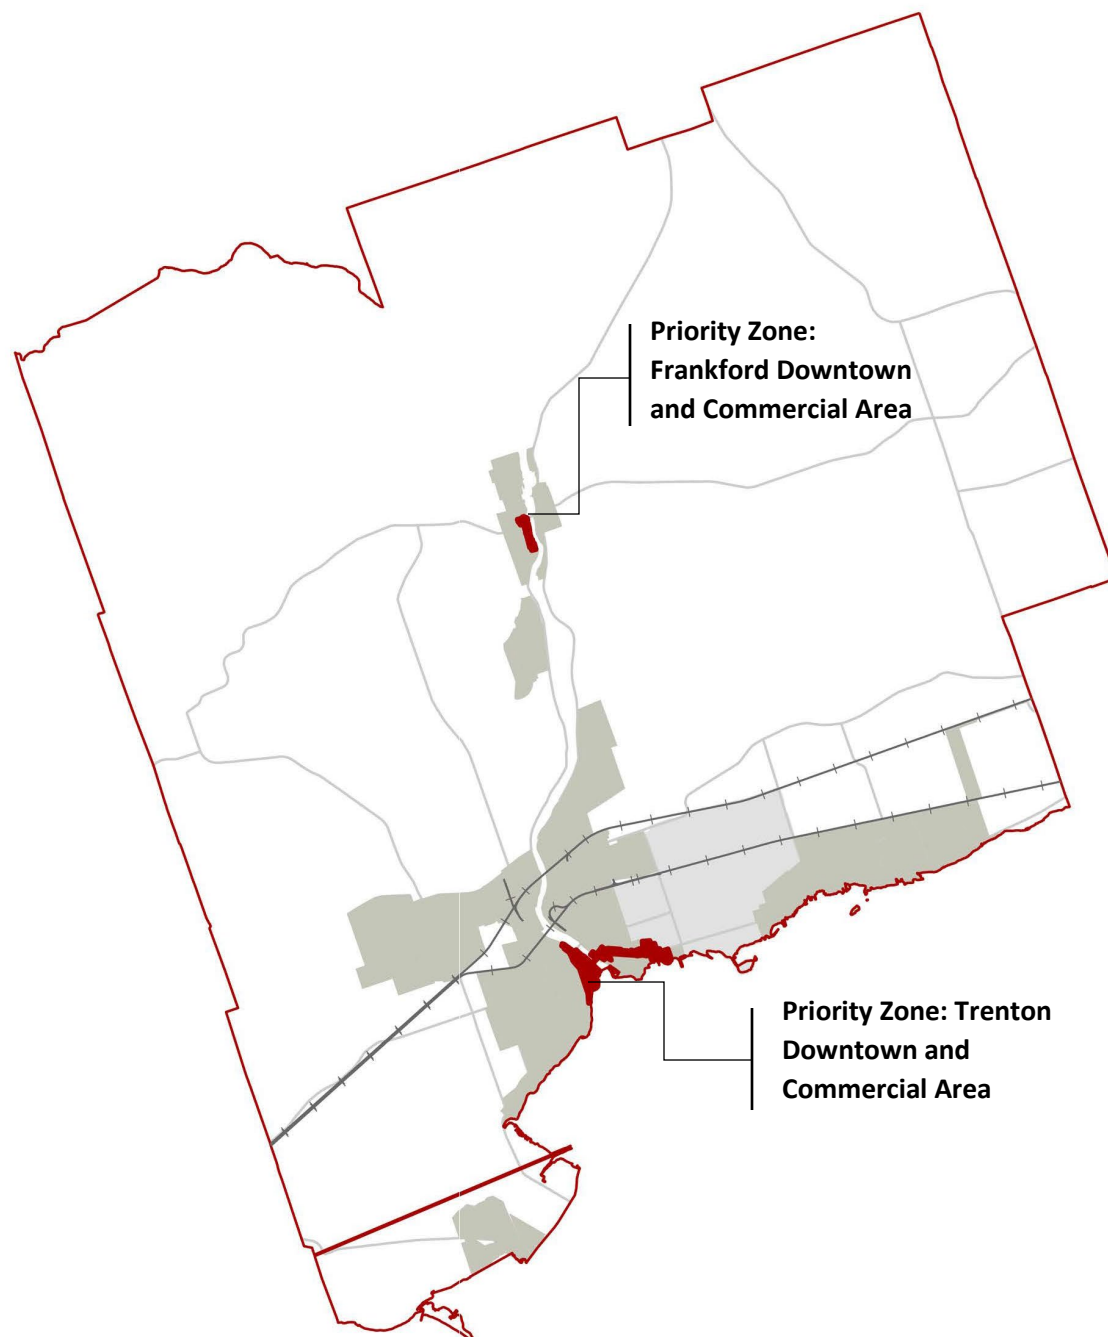 Priority Zone:
Frankford Downtown
and Commercial Area
Priority Zone: Trenton
Downtown and
Commercial Area